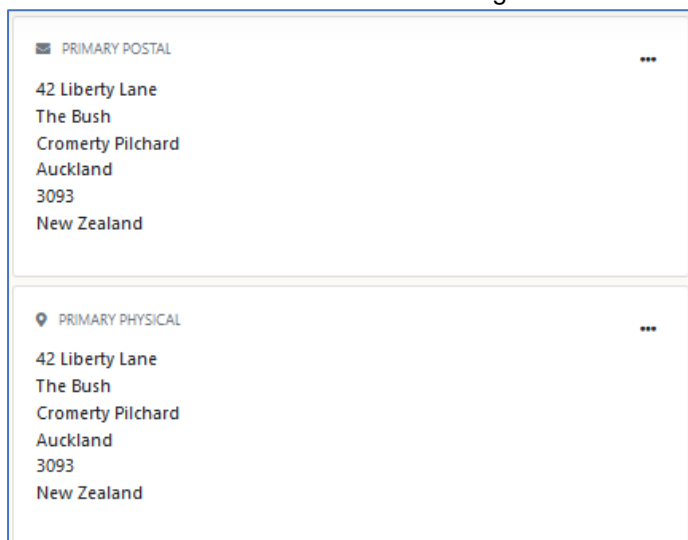 PRIMARY POSTAL
...
42 Liberty Lane
The Bush
Cromerty Pilchard
Auckland
3093
New Zealand
PRIMARY PHYSICAL
...
42 Liberty Lane
The Bush
Cromerty Pilchard
Auckland
3093
New Zealand